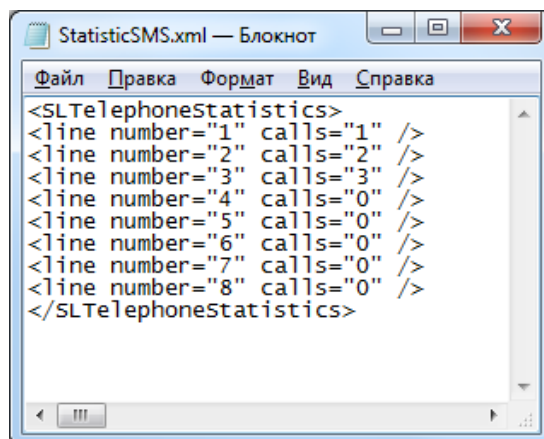 StatisticSMS.xml — Блокнот
Файл Правка Формат Вид Справка
<SLTelephoneStatistics>
<line number="1" calls="1" />
<line number="2" calls="2" />
<line number="3" calls="3" />
<line number="4" calls="0" />
<line number="5" calls="0" />
<line number="6" calls="0" />
<line number="7" calls="0" />
<line number="8" calls="0" />
</SLTelephoneStatistics>